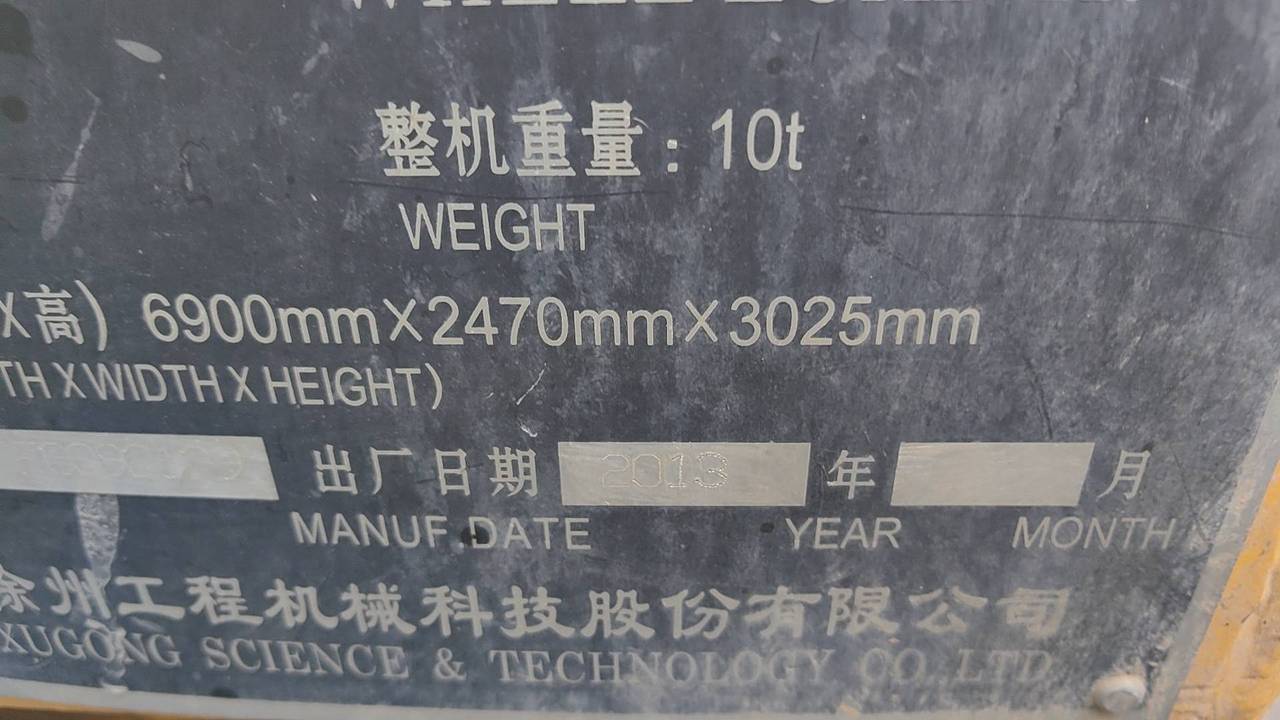 整机重量：10t
WEIGHT
X高) 6900mm×2470mm×3025mm
TH X WIDTH X HEIGHT)
出厂日期 2013 年 月
MANUF.DATE YEAR MONTH
徐州工程机械科技股份有限公司
XUGONG SCIENCE & TECHNOLOGY CO.,LTD